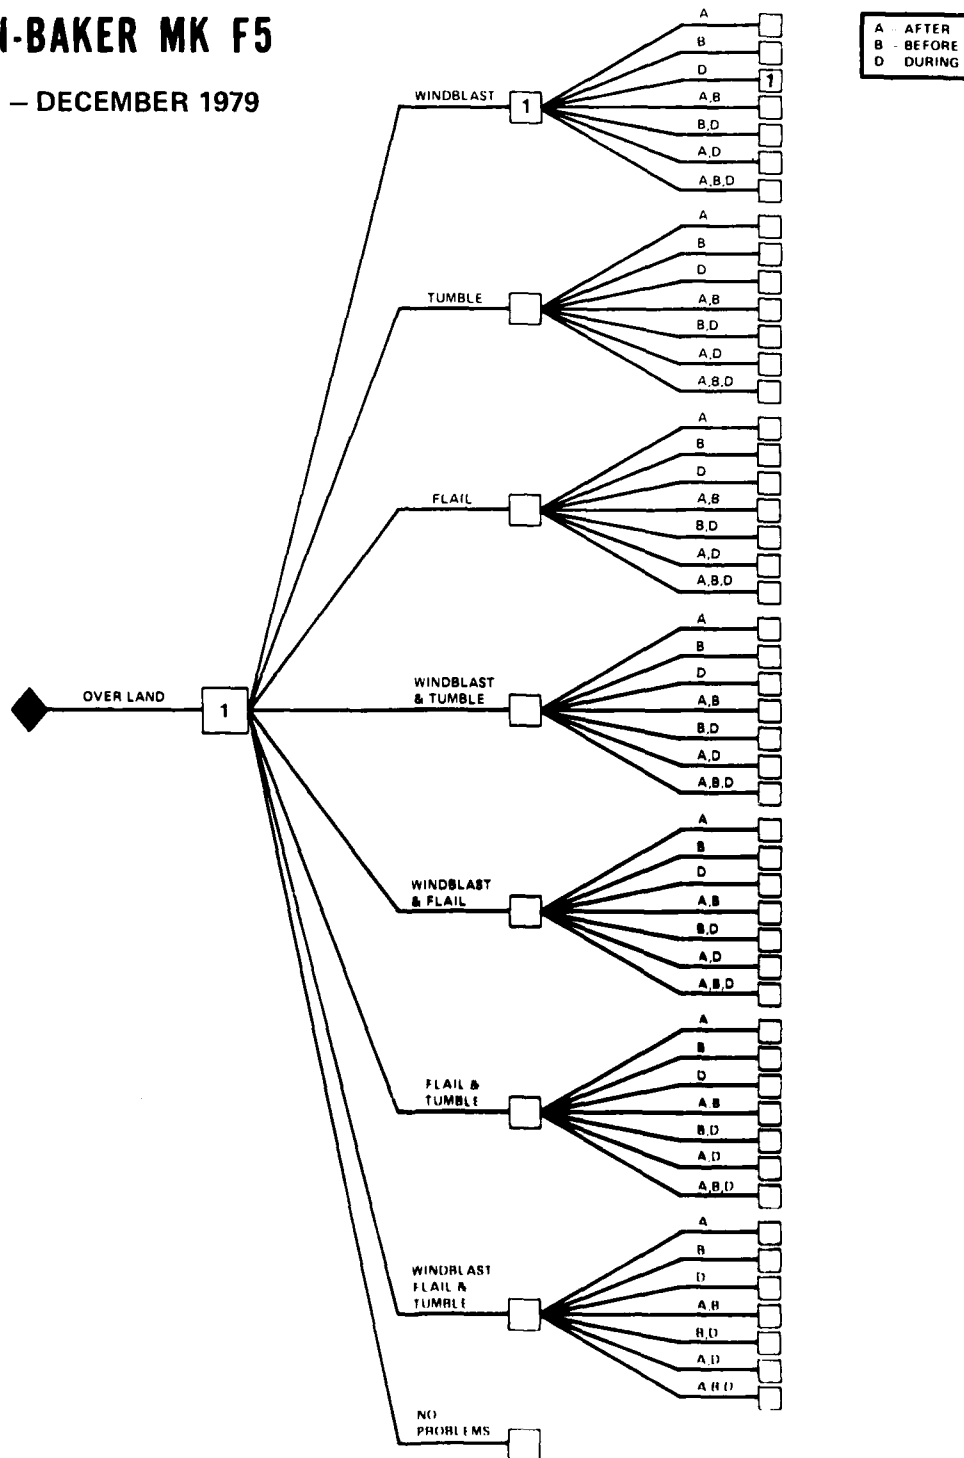 N-BAKER MK F5
– DECEMBER 1979
A - AFTER
B - BEFORE
D DURING
OVER LAND
1
WINDBLAST
1
A
B
D
1
A,B
B,D
A,D
A,B,D
TUMBLE
A
B
D
A,B
B,D
A,D
A,B,D
FLAIL
A
B
D
A,B
B,D
A,D
A,B,D
WINDBLAST
& TUMBLE
A
B
D
A,B
B,D
A,D
A,B,D
WINDBLAST
& FLAIL
A
B
D
A,B
B,D
A,D
A,B,D
FLAIL &
TUMBLE
A
B
D
A,B
B,D
A,D
A,B,D
WINDBLAST
FLAIL &
TUMBLE
A
B
D
A,B
B,D
A,D
A,B,D
NO
PROBLEMS